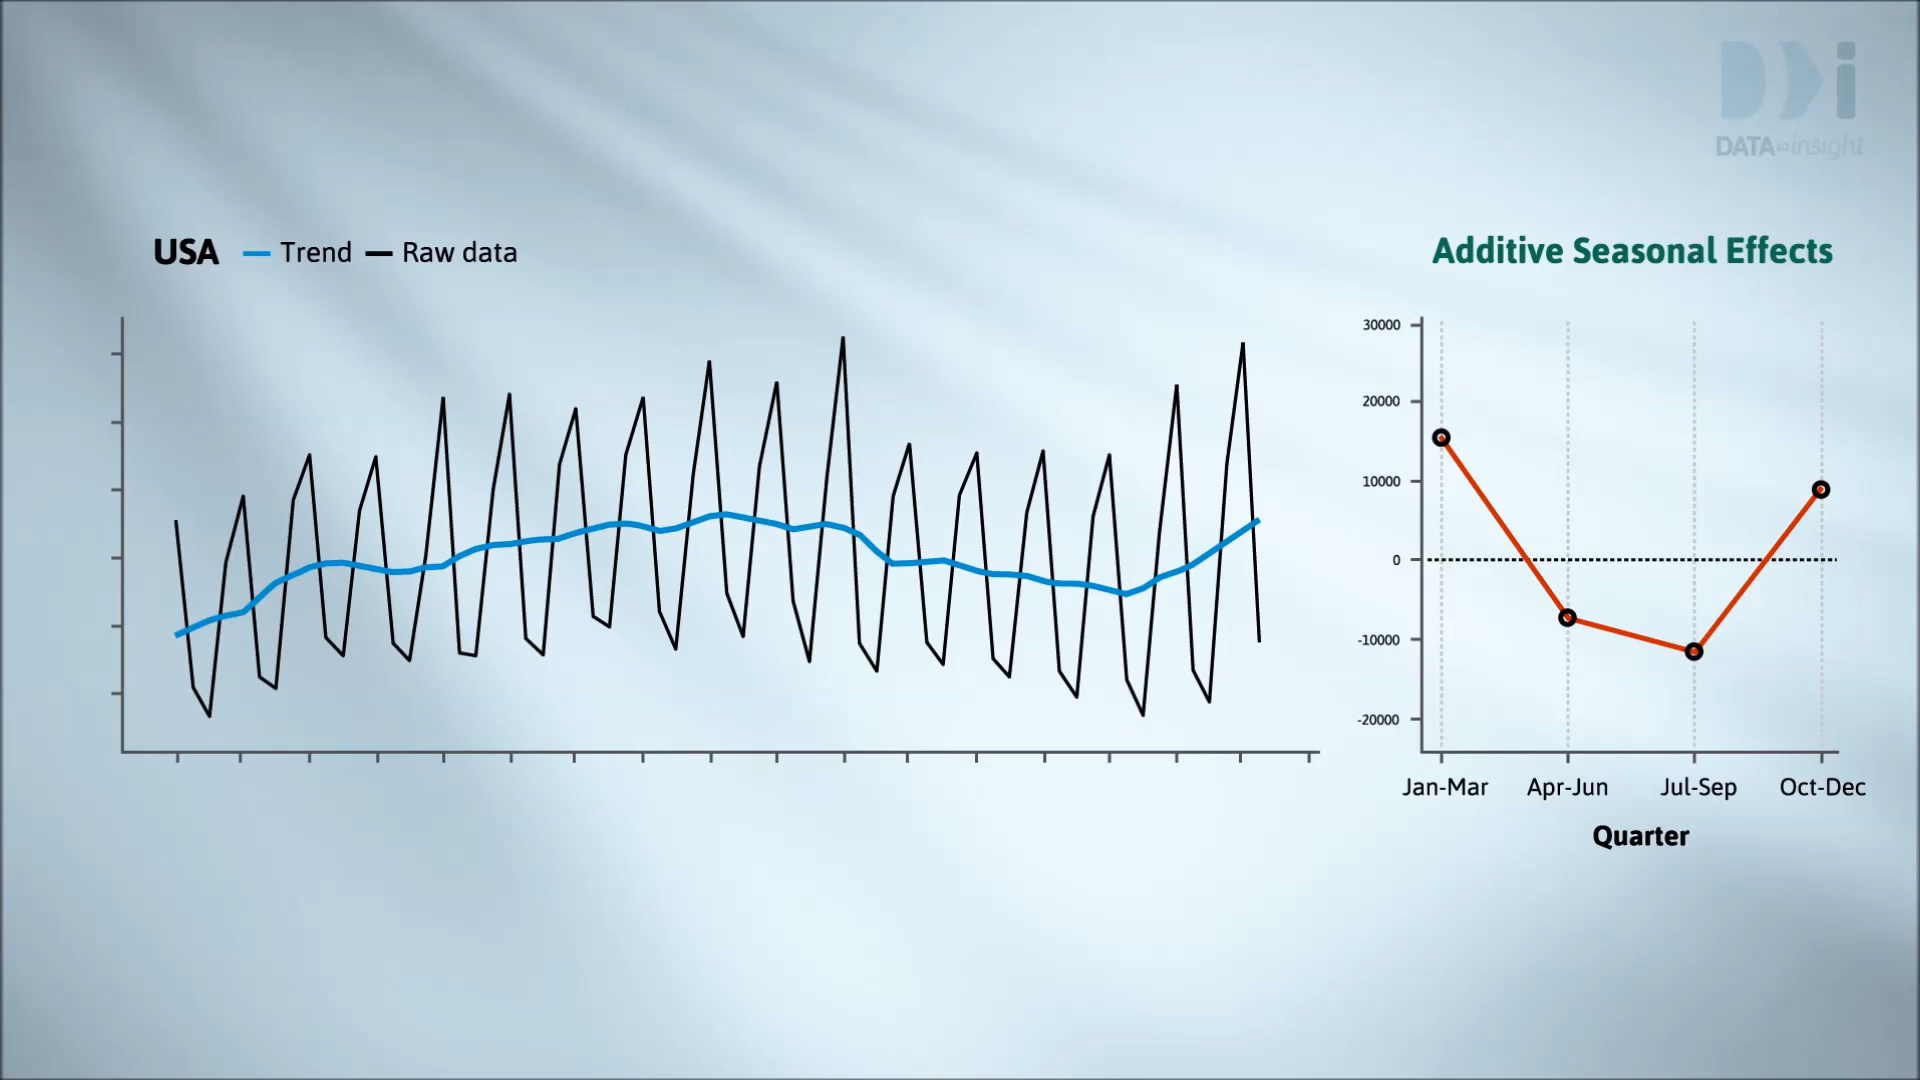 DATA to insight
USA Trend Raw data
Additive Seasonal Effects
30000
20000
10000
0
-10000
-20000
Jan-Mar Apr-Jun Jul-Sep Oct-Dec
Quarter